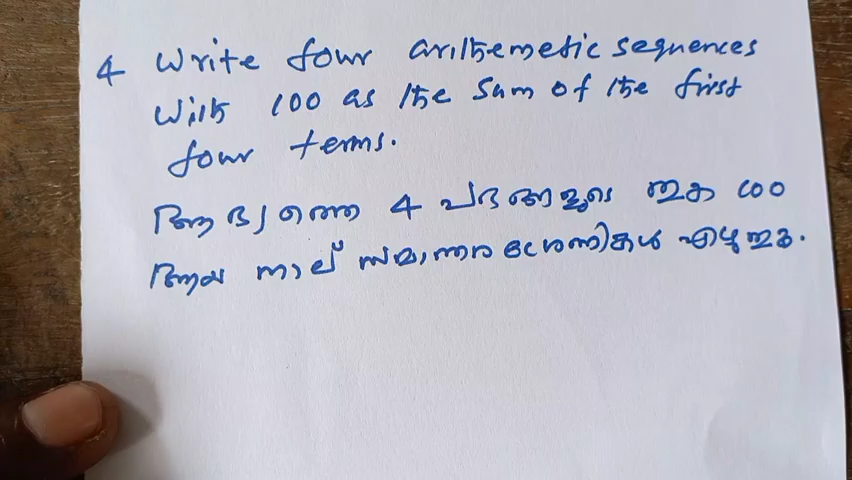 4 Write four arithemetic sequences
With 100 as the Sum of the first
four terms.
ആദ്യത്തെ 4 പദങ്ങളുടെ തുക 100
ആയ നാല് സമാന്തരശ്രേണികൾ എഴുതുക.